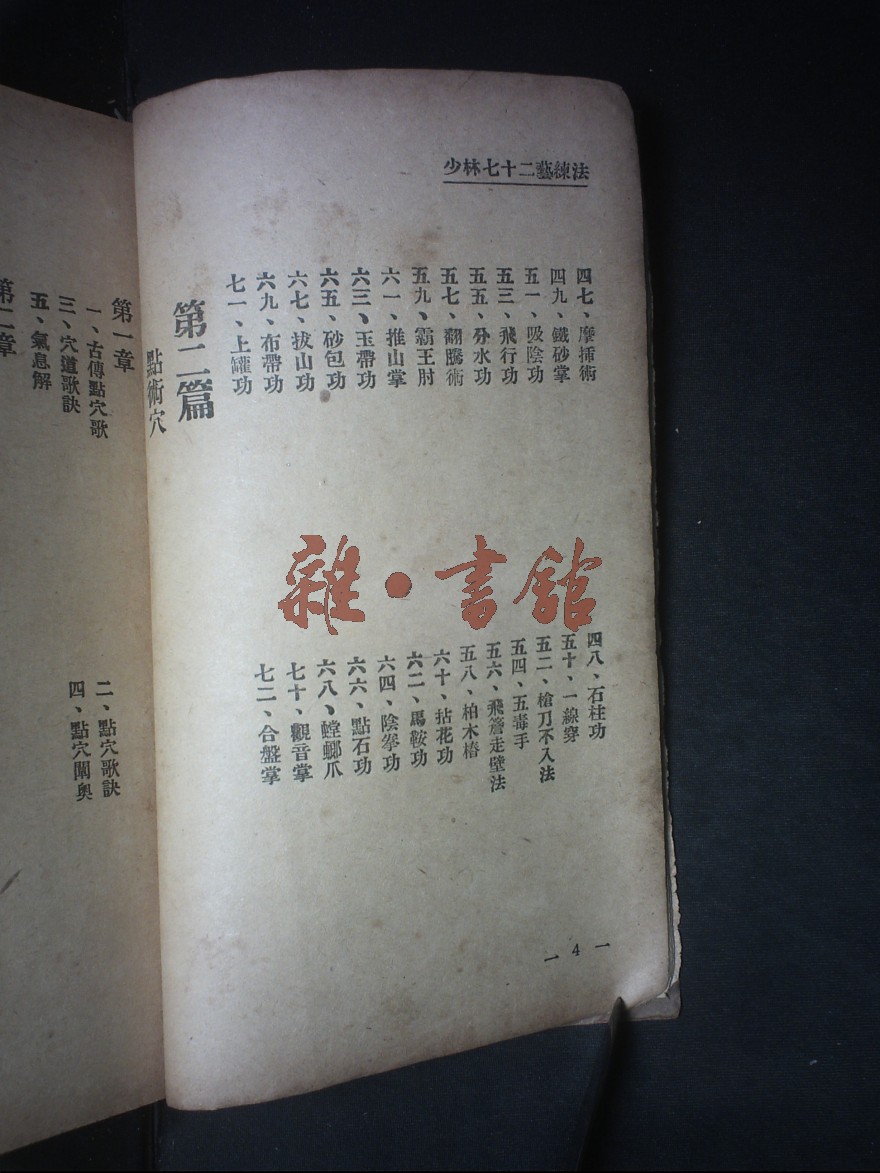 少林七十二藝練法
四七、摩揷術
四八、石柱功
四九、鐵砂掌
五十、一線穿
五一、吸陰功
五二、槍刀不入法
五三、飛行功
五四、五毒手
五五、分水功
五六、飛簷走壁法
五七、翻騰術
五八、柏木樁
五九、霸王肘
六十、拈花功
六一、推山掌
六二、馬鞍功
六三、玉帶功
六四、陰拳功
六五、砂包功
六六、點石功
六七、拔山功
六八、螳螂爪
六九、布帶功
七十、觀音掌
七一、上罐功
七二、合盤掌
第二篇
點術穴
第一章
一、古傳點穴歌
二、點穴歌訣
三、穴道歌訣
四、點穴闡奥
五、氣息解
第二章
一 4 一
雜·書館